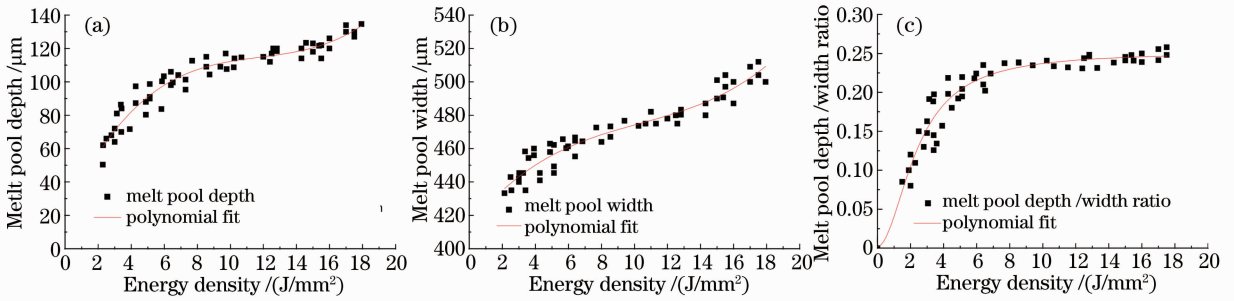 (a)
140
120
100
80
60
40
20
0
Metlt pool depth /μm
melt pool depth
polynomial fit
0 2 4 6 8 10 12 14 16 18 20
Energy density /(J/mm²)
(b)
540
520
500
480
460
440
420
400
Melt pool width /μm
melt pool width
polynomial fit
0 2 4 6 8 10 12 14 16 18 20
Energy density /(J/mm²)
(c)
0.30
0.25
0.20
0.15
0.10
0.05
0
Melt pool depth /width ratio
melt pool depth /width ratio
polynomial fit
0 2 4 6 8 10 12 14 16 18 20
Energy density /(J/mm²)